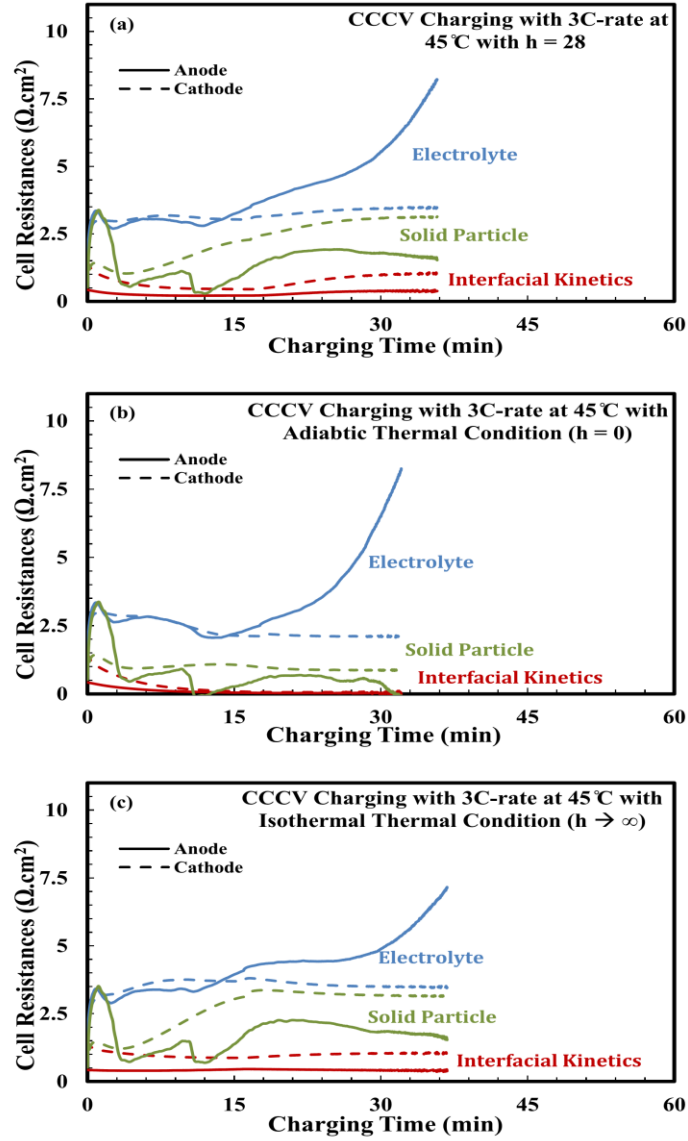 (a)
CCCV Charging with 3C-rate at
45℃ with h = 28
Anode
Cathode
Electrolyte
Solid Particle
Interfacial Kinetics
Cell Resistances (Ω.cm²)
10
7.5
5
2.5
0
0 15 30 45 60
Charging Time (min)
(b)
CCCV Charging with 3C-rate at 45℃ with
Adiabtic Thermal Condition (h = 0)
Anode
Cathode
Electrolyte
Solid Particle
Interfacial Kinetics
Cell Resistances (Ω.cm²)
10
7.5
5
2.5
0
0 15 30 45 60
Charging Time (min)
(c)
CCCV Charging with 3C-rate at 45℃ with
Isothermal Thermal Condition (h → ∞)
Anode
Cathode
Electrolyte
Solid Particle
Interfacial Kinetics
Cell Resistances (Ω.cm²)
10
7.5
5
2.5
0
0 15 30 45 60
Charging Time (min)